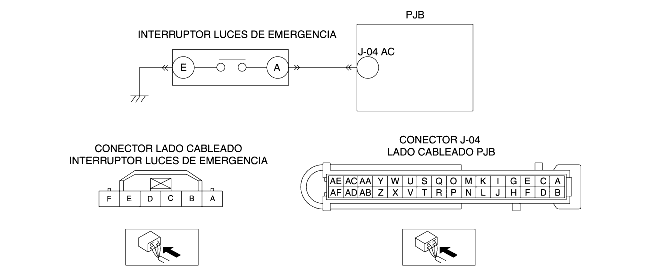 PJB
INTERRUPTOR LUCES DE EMERGENCIA
J-04 AC
E
A
CONECTOR LADO CABLEADO
INTERRUPTOR LUCES DE EMERGENCIA
CONECTOR J-04
LADO CABLEADO PJB
F E D C B A
AE AC AA Y W U S Q O M K I G E C A
AF AD AB Z X V T R P N L J H F D B